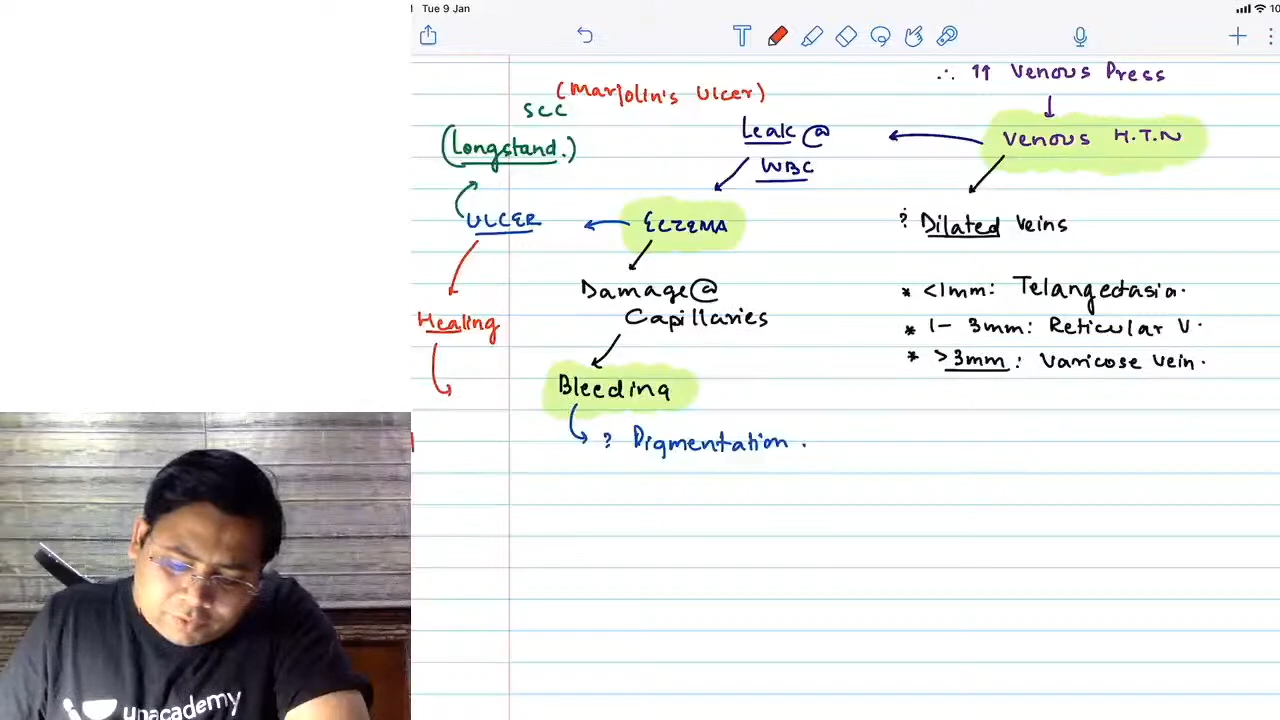 Tue 9 Jan
10
T
∴ ↑↑ Venous Press
(Marjolin's Ulcer)
SCC
Leak @
Venous H.T.N
(Longstand.)
WBC
ULCER
ECZEMA
? Dilated veins
Damage@
* <1mm: Telangectasia.
Healing
Capillaries
* 1- 3mm: Reticular V.
* >3mm: Varicose vein.
Bleeding
? Pigmentation.
unacademy